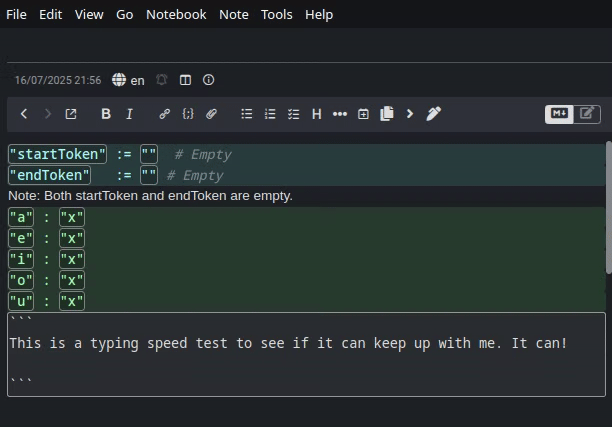 File Edit View Go Notebook Note Tools Help
16/07/2025 21:56 en
B I {;} H ••• M↓
"startToken" := "" # Empty
"endToken" := "" # Empty
Note: Both startToken and endToken are empty.
"a" : "x"
"e" : "x"
"i" : "x"
"o" : "x"
"u" : "x"
```
This is a typing speed test to see if it can keep up with me. It can!
```